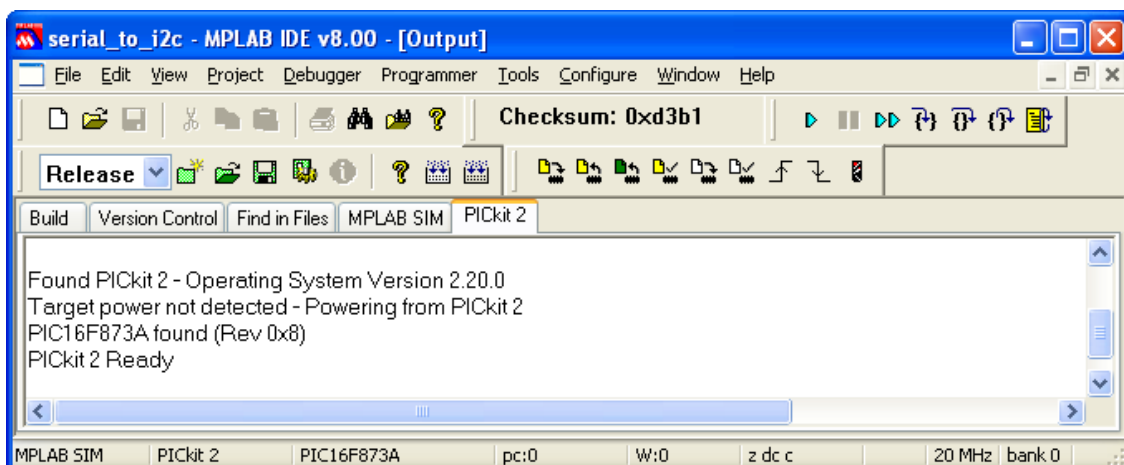 serial_to_i2c - MPLAB IDE v8.00 - [Output]
File Edit View Project Debugger Programmer Tools Configure Window Help
Checksum: 0xd3b1
Release
Build Version Control Find in Files MPLAB SIM PICkit 2
Found PICkit 2 - Operating System Version 2.20.0
Target power not detected - Powering from PICkit 2
PIC16F873A found (Rev 0x8)
PICkit 2 Ready
MPLAB SIM PICkit 2 PIC16F873A pc:0 W:0 z dc c 20 MHz bank 0